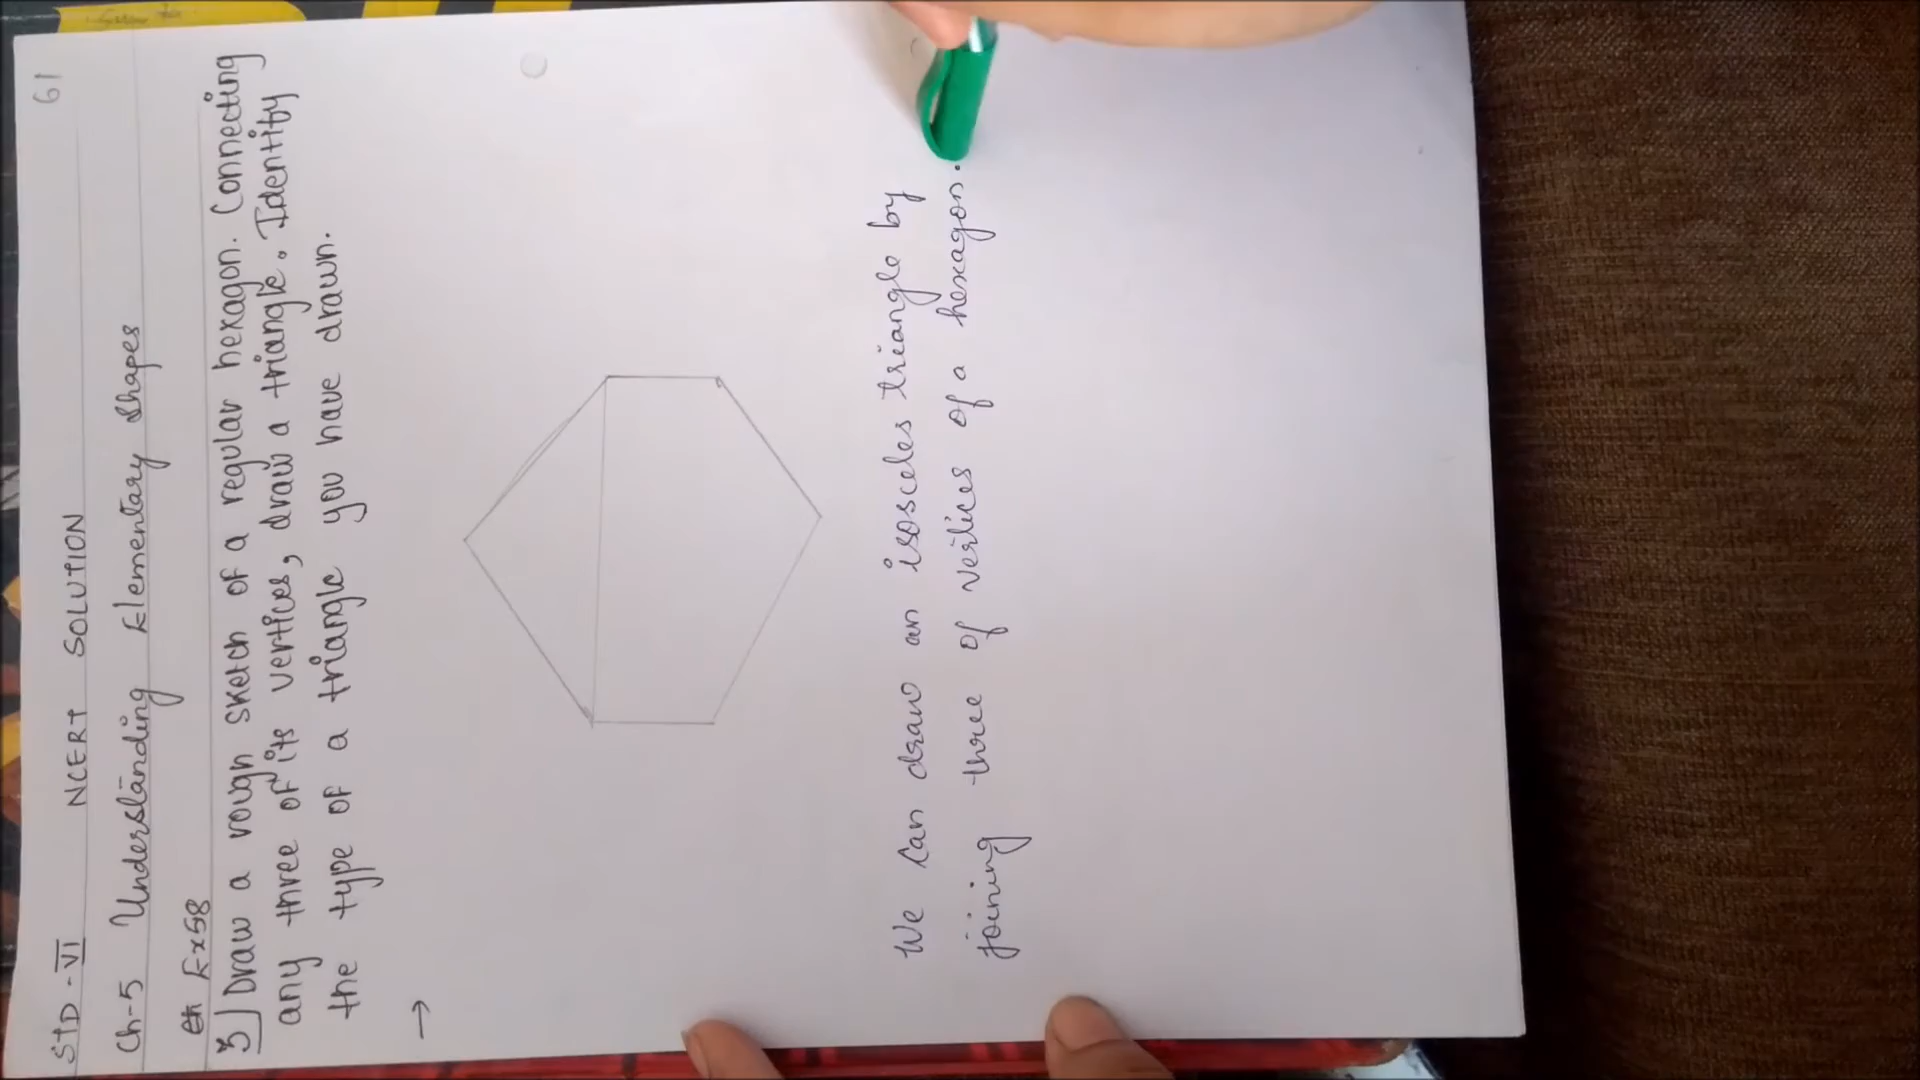 61
STD - VI NCERT SOLUTION
Ch-5 Understanding Elementary Shapes
Ex 5.8
3) Draw a rough sketch of a regular hexagon. Connecting
any three of its vertices, draw a triangle. Identity
the type of a triangle you have drawn.
→
We can draw an isosceles triangle by
joining three of vertices of a hexagon.